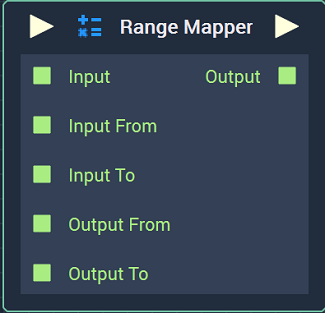 Range Mapper
Input Output
Input From
Input To
Output From
Output To